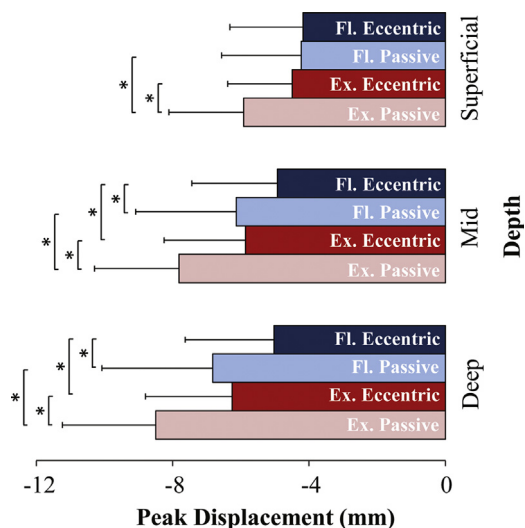 Fl. Eccentric
Fl. Passive
Ex. Eccentric
Ex. Passive
Superficial
* *
Fl. Eccentric
Fl. Passive
Ex. Eccentric
Ex. Passive
Mid
* * * *
Depth
Fl. Eccentric
Fl. Passive
Ex. Eccentric
Ex. Passive
Deep
* * * *
-12 -8 -4 0
Peak Displacement (mm)